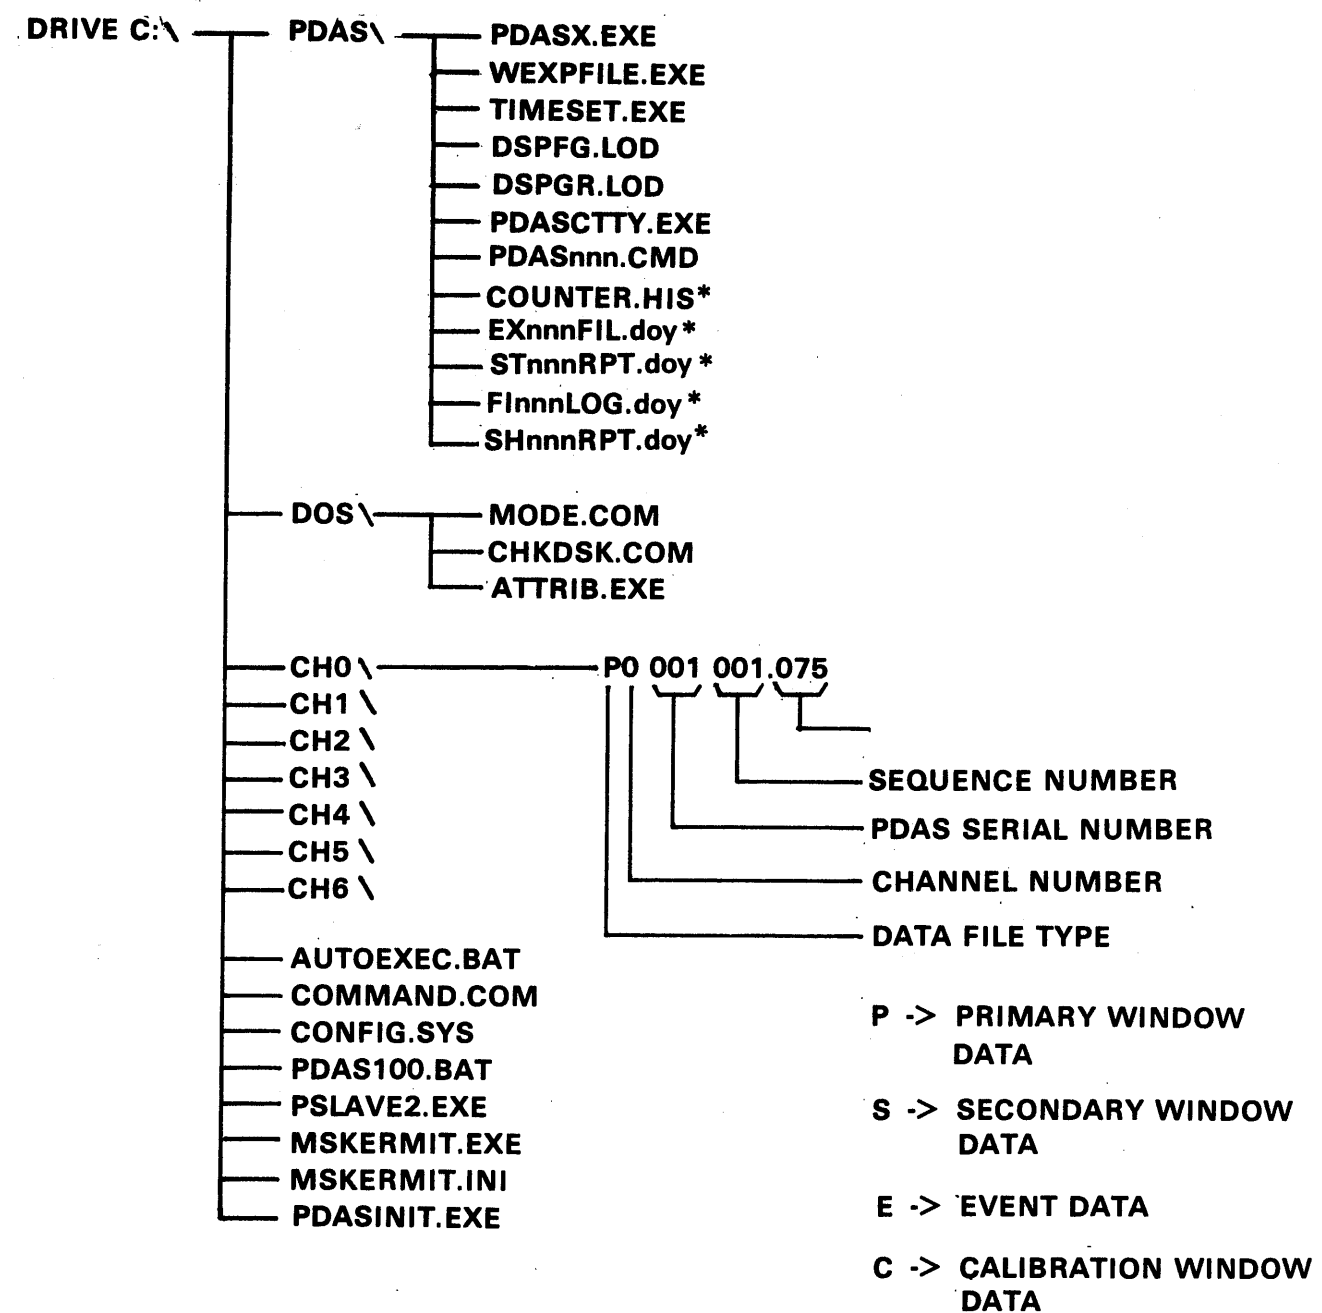 DRIVE C:\
PDAS\
PDASX.EXE
WEXPFILE.EXE
TIMESET.EXE
DSPFG.LOD
DSPGR.LOD
PDASCTTY.EXE
PDASnnn.CMD
COUNTER.HIS*
EXnnnFIL.doy*
STnnnRPT.doy*
FInnnLOG.doy*
SHnnnRPT.doy*
DOS\
MODE.COM
CHKDSK.COM
ATTRIB.EXE
CH0 \
P0 001 001.075
CH1 \
CH2 \
CH3 \
CH4 \
CH5 \
CH6 \
SEQUENCE NUMBER
PDAS SERIAL NUMBER
CHANNEL NUMBER
DATA FILE TYPE
AUTOEXEC.BAT
COMMAND.COM
CONFIG.SYS
PDAS100.BAT
PSLAVE2.EXE
MSKERMIT.EXE
MSKERMIT.INI
PDASINIT.EXE
P -> PRIMARY WINDOW
DATA
S -> SECONDARY WINDOW
DATA
E -> EVENT DATA
C -> CALIBRATION WINDOW
DATA